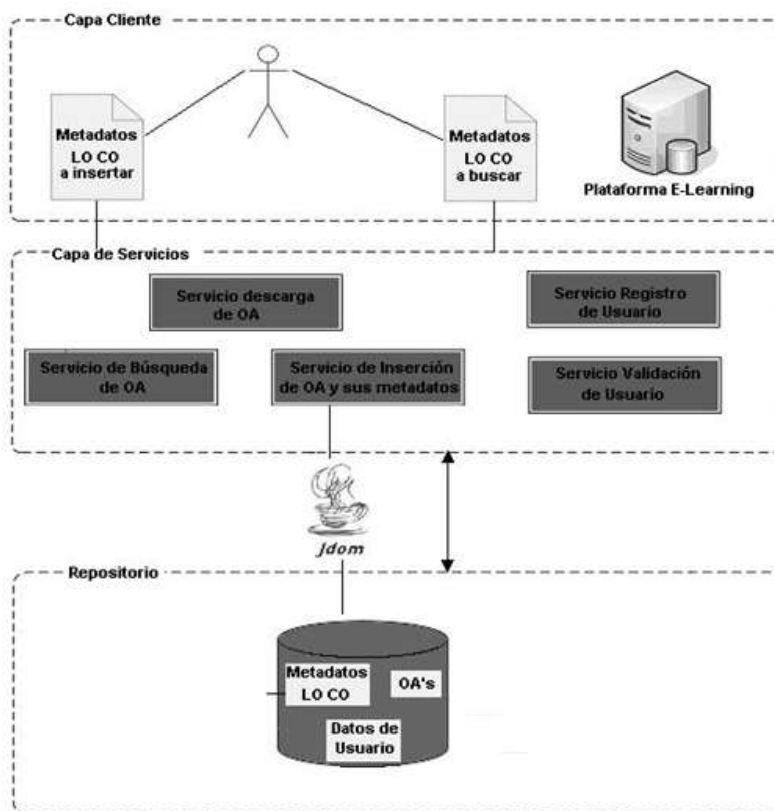 Capa Cliente
Metadatos
LO CO
a insertar
Metadatos
LO CO
a buscar
Plataforma E-Learning
Capa de Servicios
Servicio descarga
de OA
Servicio Registro
de Usuario
Servicio de Búsqueda
de OA
Servicio de Inserción
de OA y sus metadatos
Servicio Validación
de Usuario
Jdom
Repositorio
Metadatos
LO CO
OA's
Datos de
Usuario